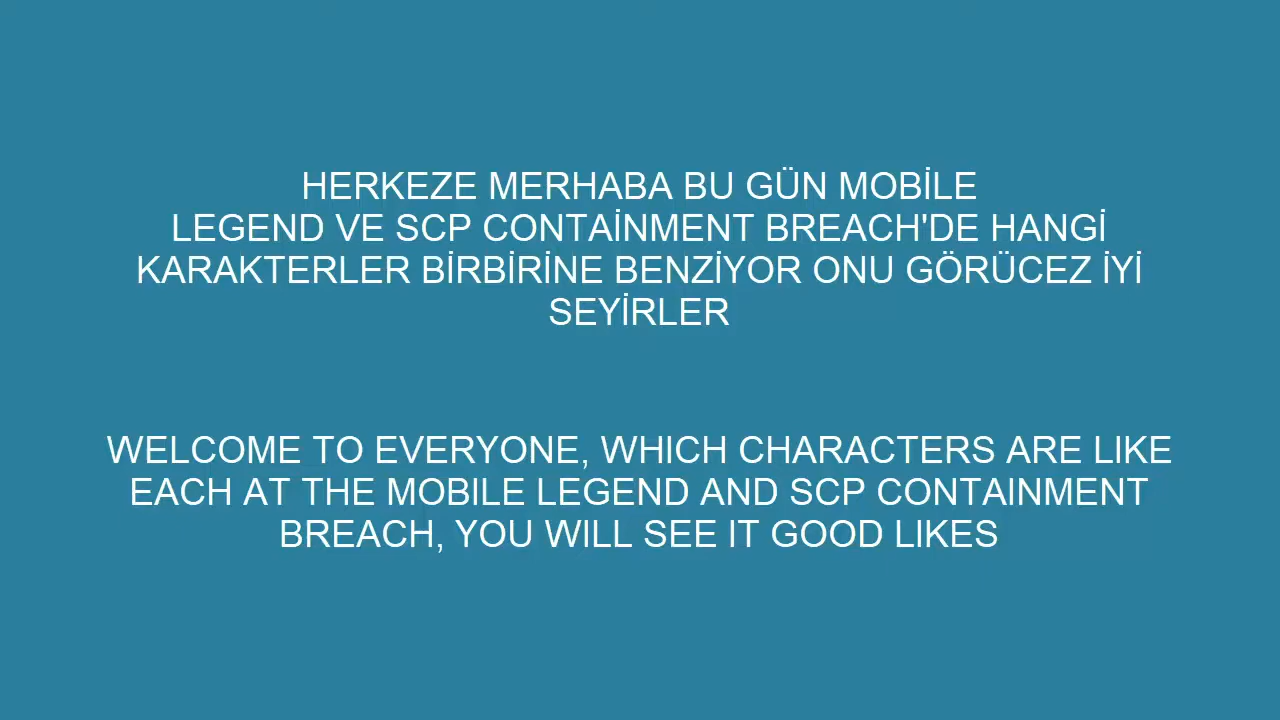 HERKEZE MERHABA BU GÜN MOBİLE
LEGEND VE SCP CONTAİNMENT BREACH'DE HANGİ
KARAKTERLER BİRBİRİNE BENZİYOR ONU GÖRÜCEZ İYİ
SEYİRLER
WELCOME TO EVERYONE, WHICH CHARACTERS ARE LIKE
EACH AT THE MOBILE LEGEND AND SCP CONTAINMENT
BREACH, YOU WILL SEE IT GOOD LIKES